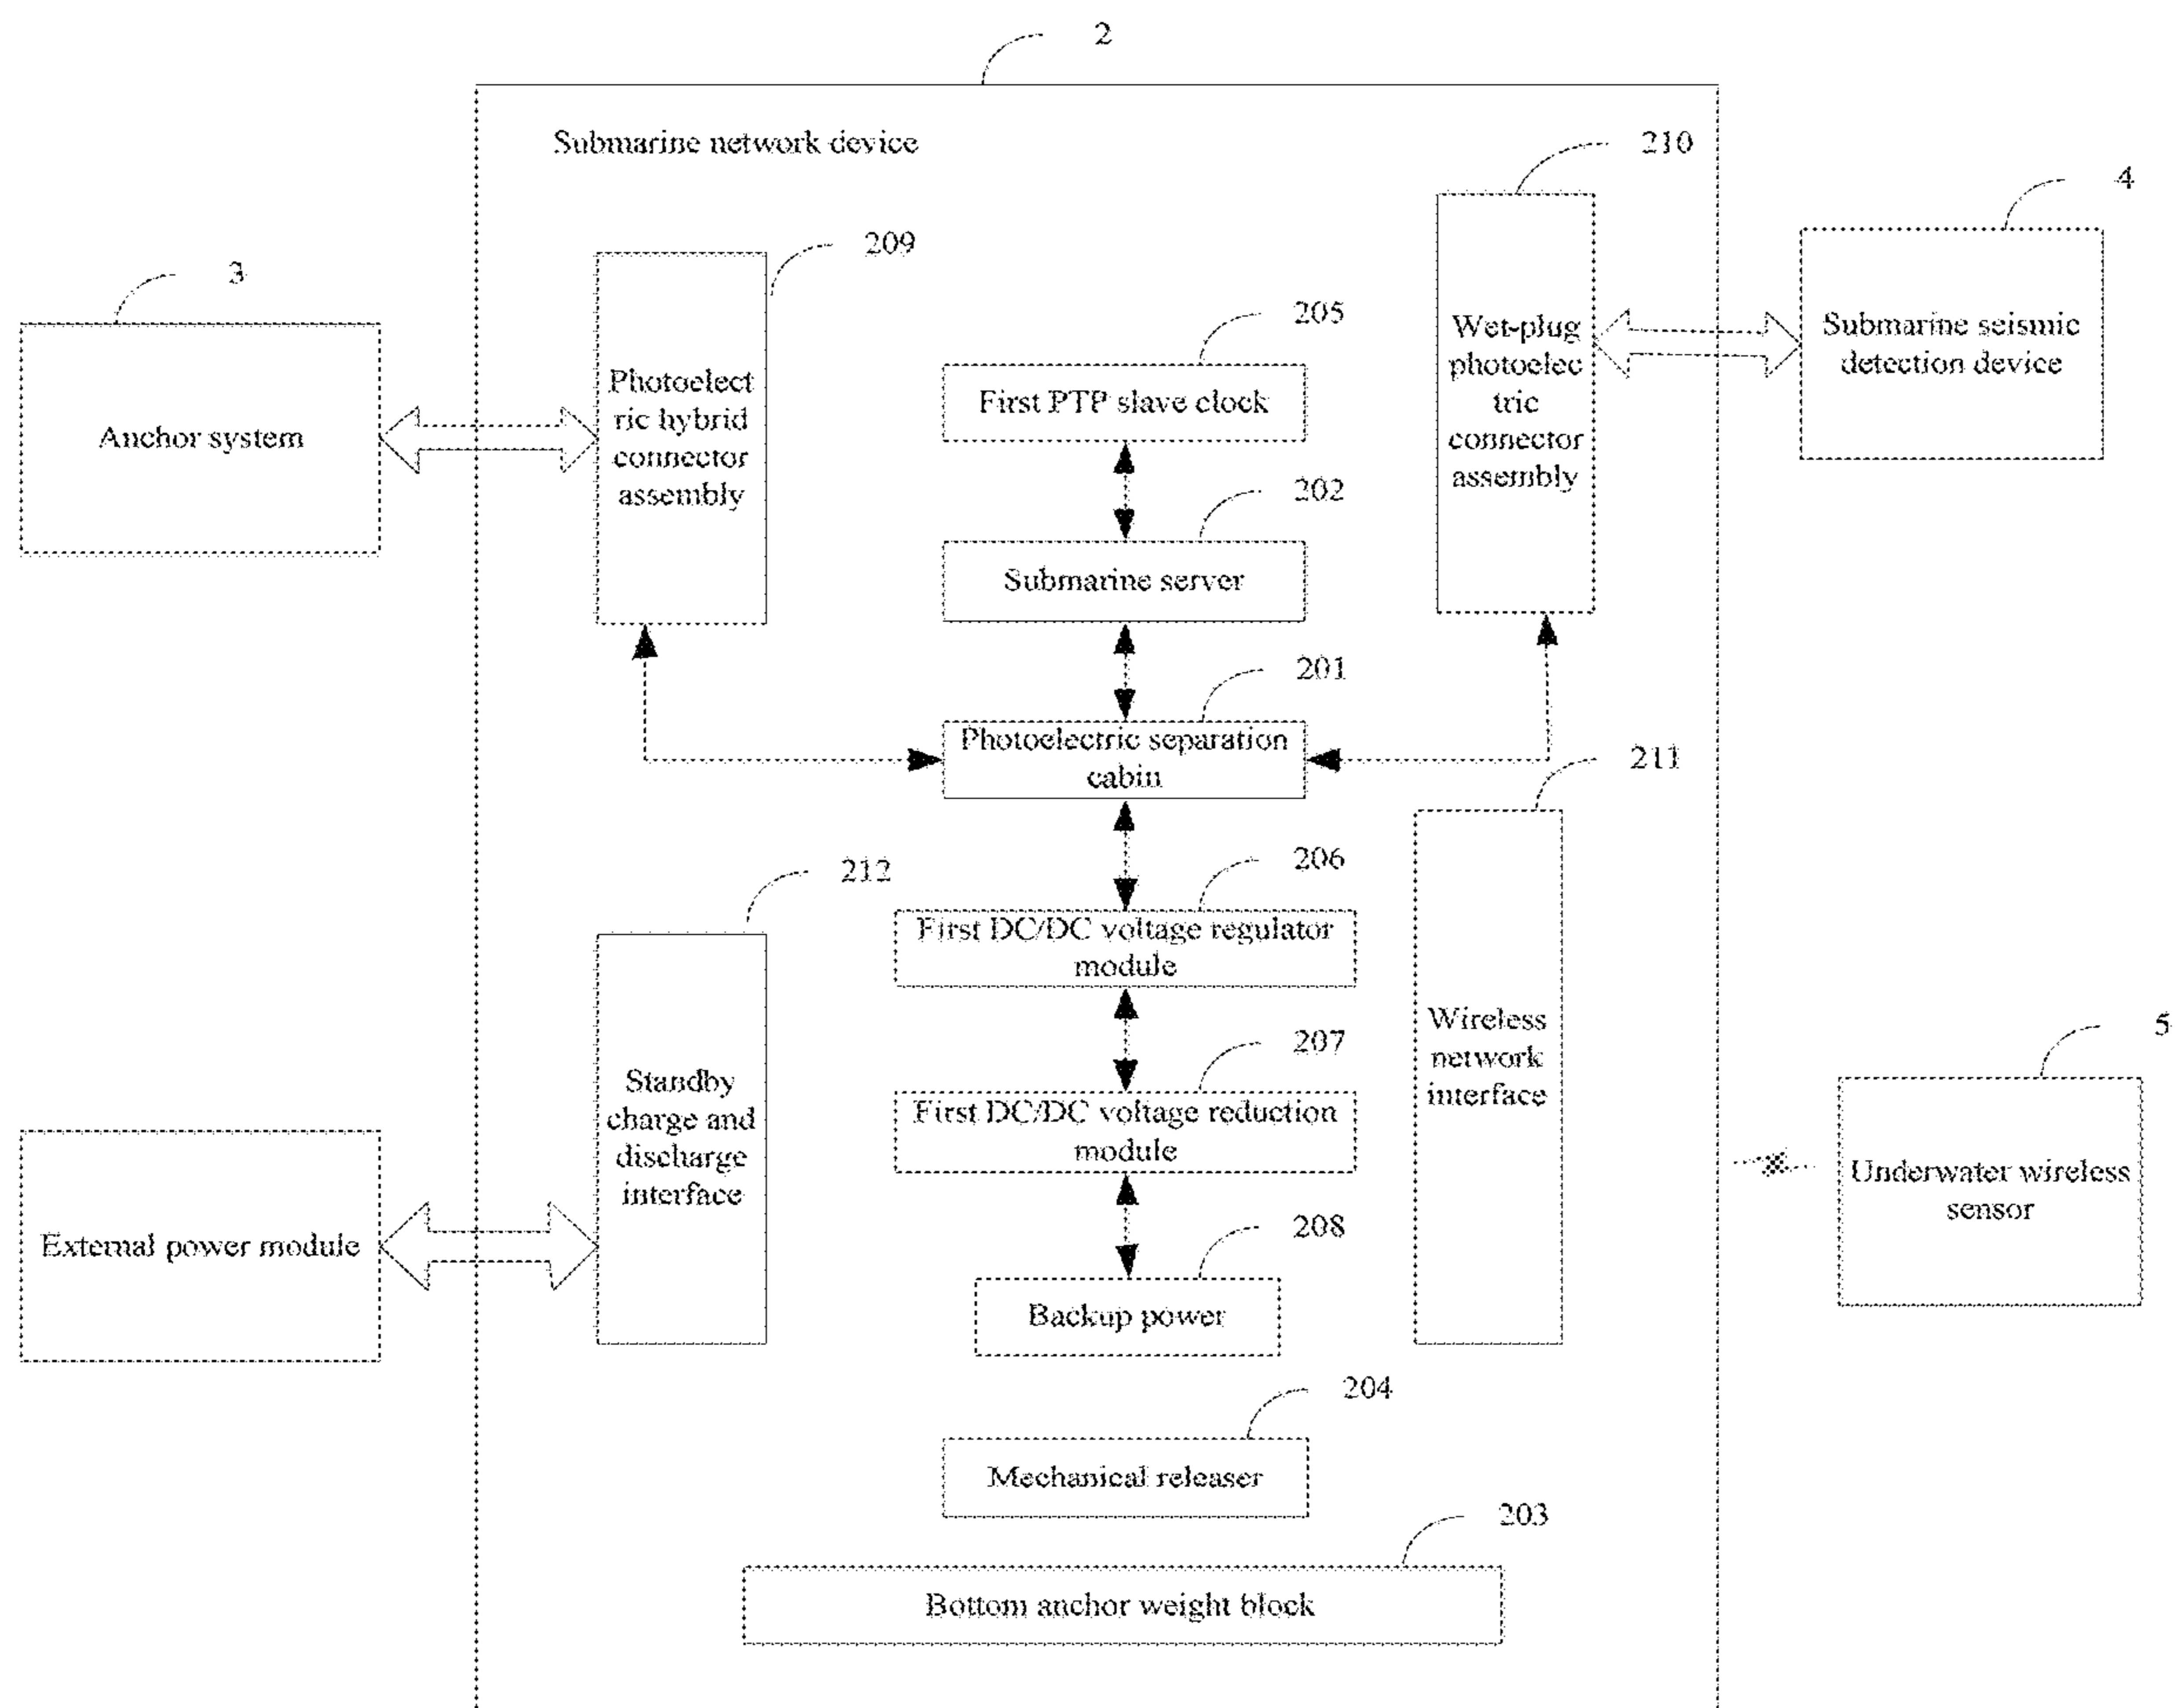 2
Submarine network device
210
4
209
3
205
Wet-plug
photoelec
tric
connector
assembly
Submarine seismic
detection device
Photoelect
ric hybrid
connector
assembly
First PTP slave clock
Anchor system
202
Submarine server
201
Photoelectric separation
cabin
211
206
212
First DC/DC voltage regulator
module
Wireless
network
interface
5
207
Standby
charge and
discharge
interface
First DC/DC voltage reduction
module
Underwater wireless
sensor
208
External power module
Backup power
204
Mechanical releaser
203
Bottom anchor weight block